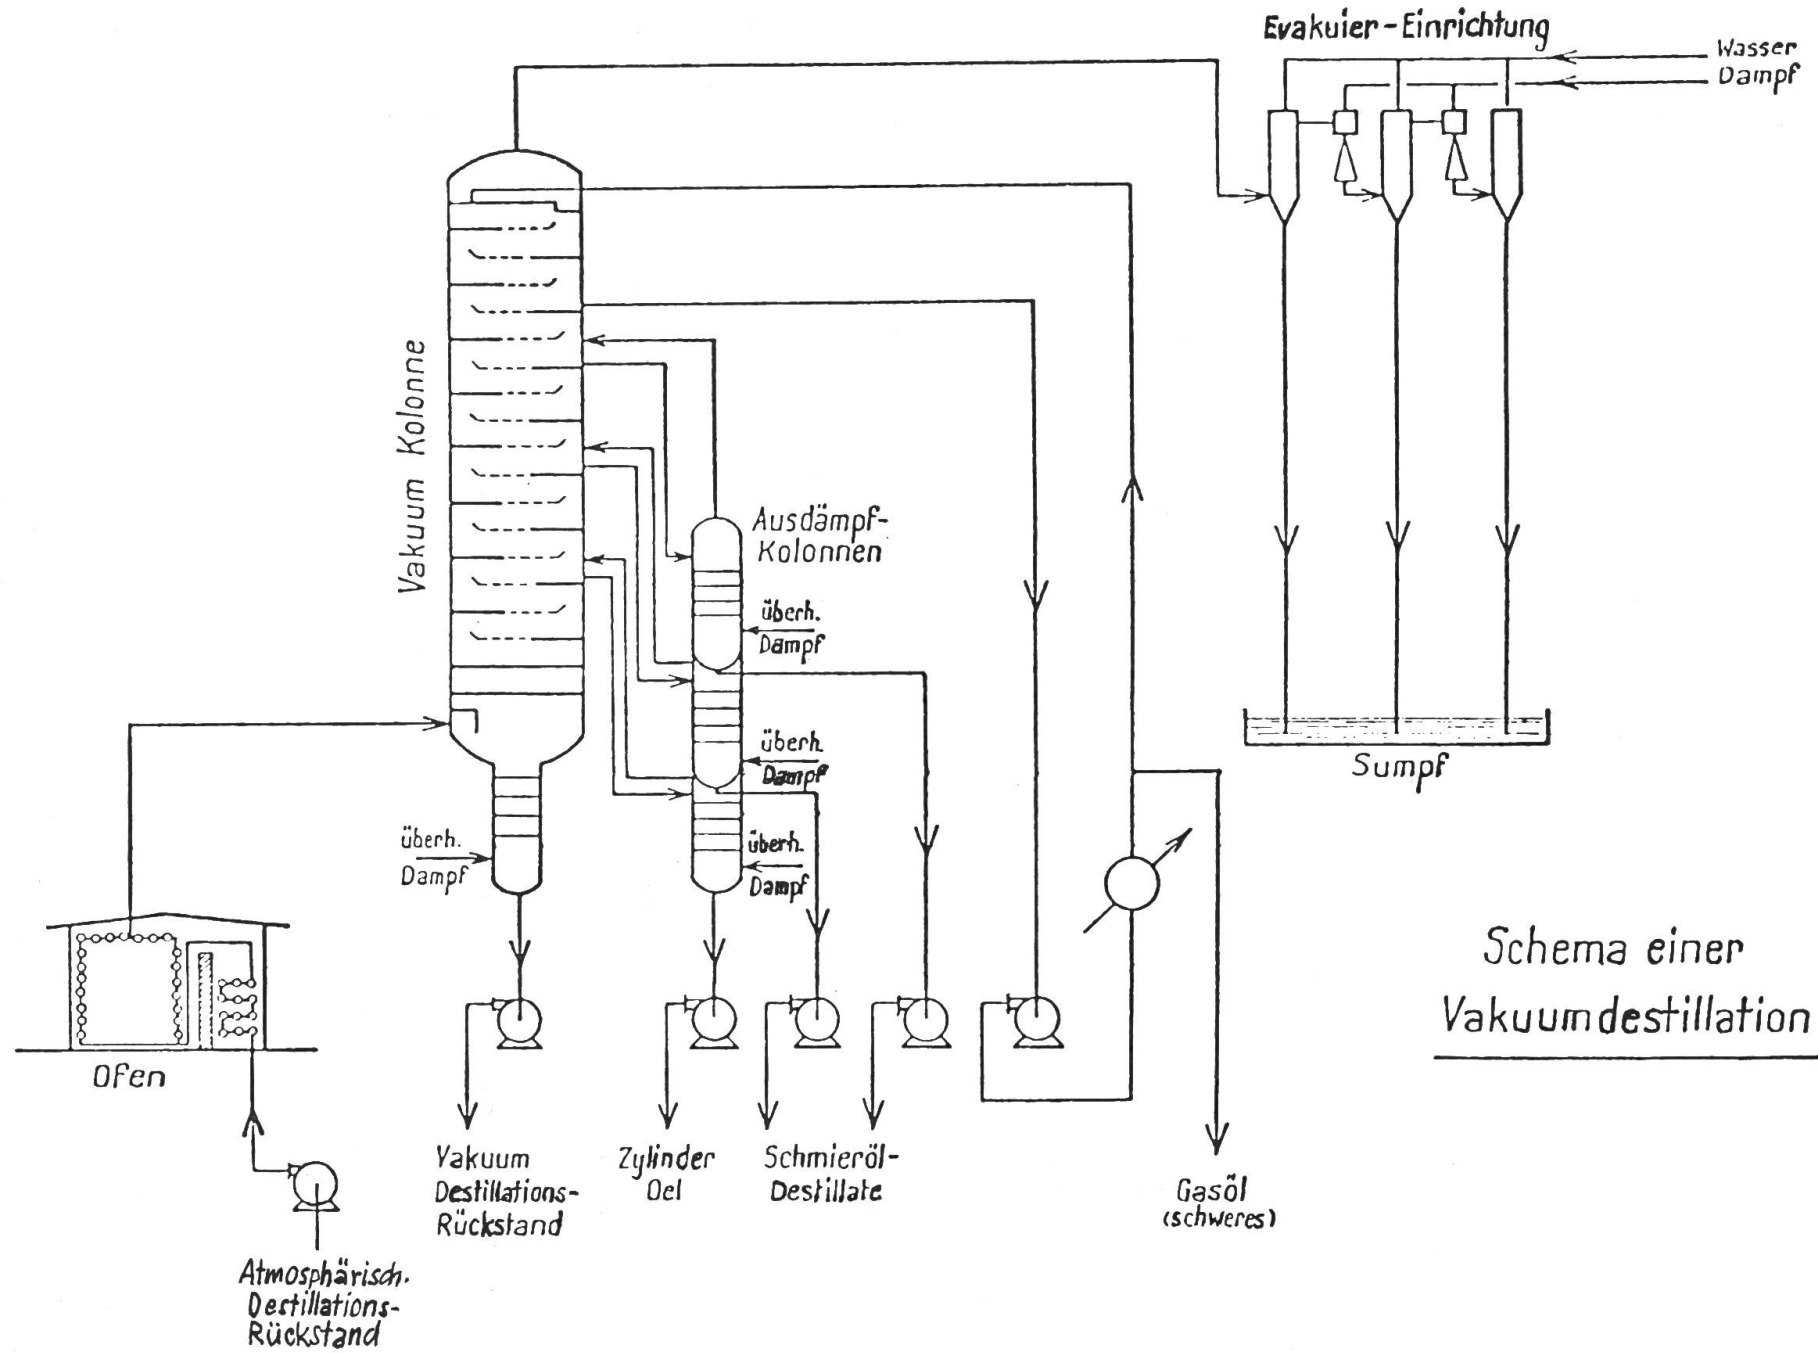 Evakuier-Einrichtung
Wasser
Dampf
Vakuum Kolonne
Ausdämpf-
Kolonnen
überh.
Dampf
überh
Dampf
überh.
Dampf
überh.
Dampf
Sumpf
Ofen
Schema einer
Vakuumdestillation
Vakuum
Destillations-
Rückstand
Zylinder
Oel
Schmieröl-
Destillate
Gasöl
(schweres)
Atmosphärisch.
Destillations-
Rückstand